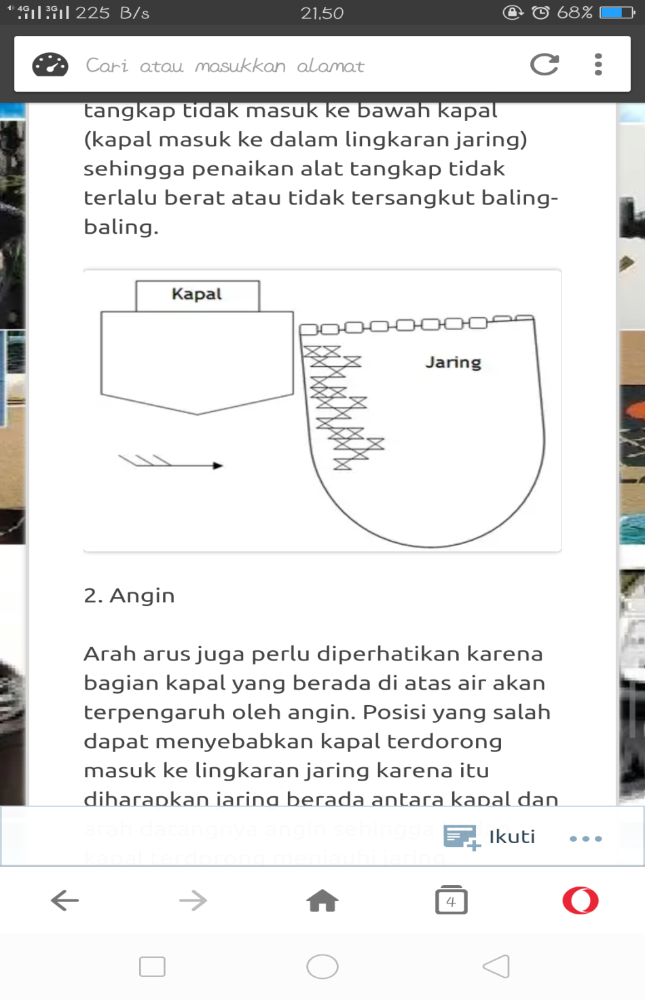 4G 3G 225 B/s 21.50 68%
Cari atau masukkan alamat
tangkap tidak masuk ke bawah kapal
(kapal masuk ke dalam lingkaran jaring)
sehingga penaikan alat tangkap tidak
terlalu berat atau tidak tersangkut baling-
baling.
Kapal
Jaring
2. Angin
Arah arus juga perlu diperhatikan karena
bagian kapal yang berada di atas air akan
terpengaruh oleh angin. Posisi yang salah
dapat menyebabkan kapal terdorong
masuk ke lingkaran jaring karena itu
diharapkan jaring berada antara kapal dan
arah datangnya angin sehingga
kapal terdorong menjauhi jaring.
Ikuti
4